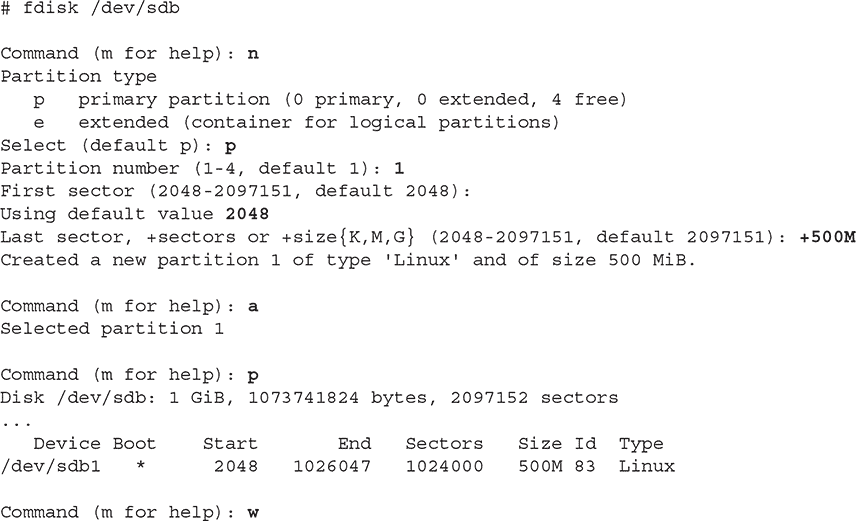 # fdisk /dev/sdb
Command (m for help): n
Partition type
p primary partition (0 primary, 0 extended, 4 free)
e extended (container for logical partitions)
Select (default p): p
Partition number (1-4, default 1): 1
First sector (2048-2097151, default 2048):
Using default value 2048
Last sector, +sectors or +size{K,M,G} (2048-2097151, default 2097151): +500M
Created a new partition 1 of type 'Linux' and of size 500 MiB.
Command (m for help): a
Selected partition 1
Command (m for help): p
Disk /dev/sdb: 1 GiB, 1073741824 bytes, 2097152 sectors
...
Device Boot Start End Sectors Size Id Type
/dev/sdb1 * 2048 1026047 1024000 500M 83 Linux
Command (m for help): w